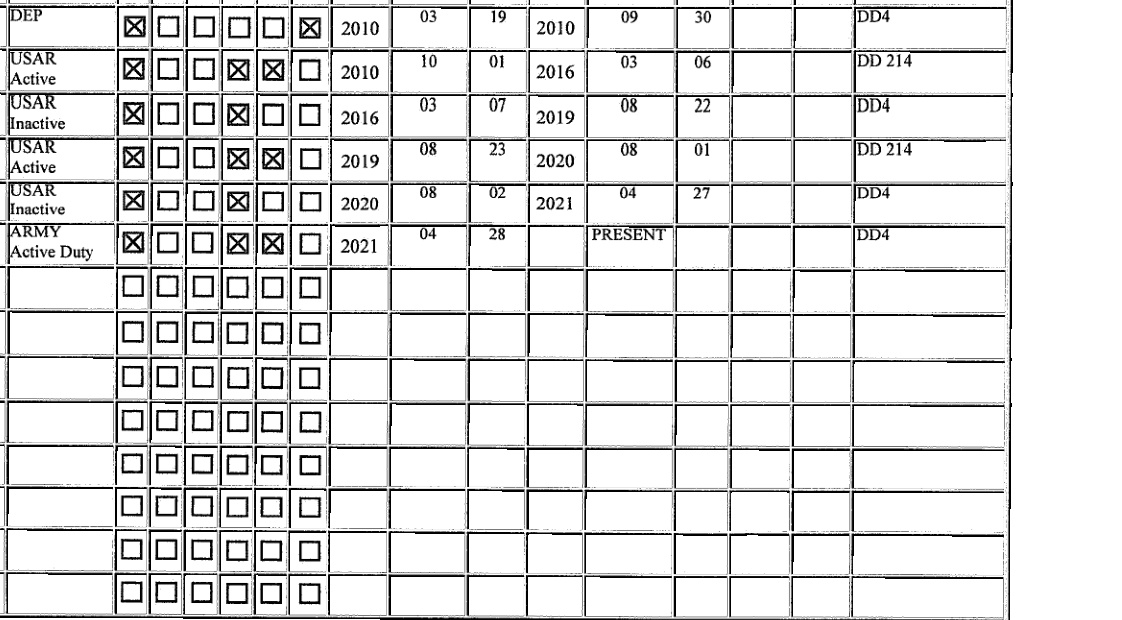 DEP ☒ ☐ ☐ ☐ ☐ ☒ 2010 03 19 2010 09 30 DD4
USAR Active ☒ ☐ ☐ ☒ ☒ ☐ 2010 10 01 2016 03 06 DD 214
USAR Inactive ☒ ☐ ☐ ☒ ☐ ☐ 2016 03 07 2019 08 22 DD4
USAR Active ☒ ☐ ☐ ☒ ☒ ☐ 2019 08 23 2020 08 01 DD 214
USAR Inactive ☒ ☐ ☐ ☒ ☐ ☐ 2020 08 02 2021 04 27 DD4
ARMY Active Duty ☒ ☐ ☐ ☒ ☒ ☐ 2021 04 28 PRESENT DD4